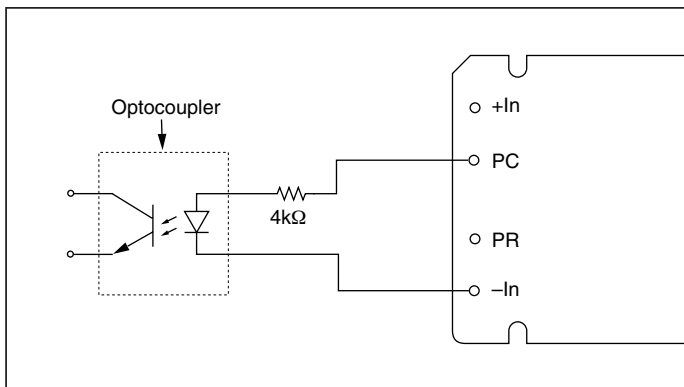 Optocoupler
4kΩ
+In
PC
PR
–In